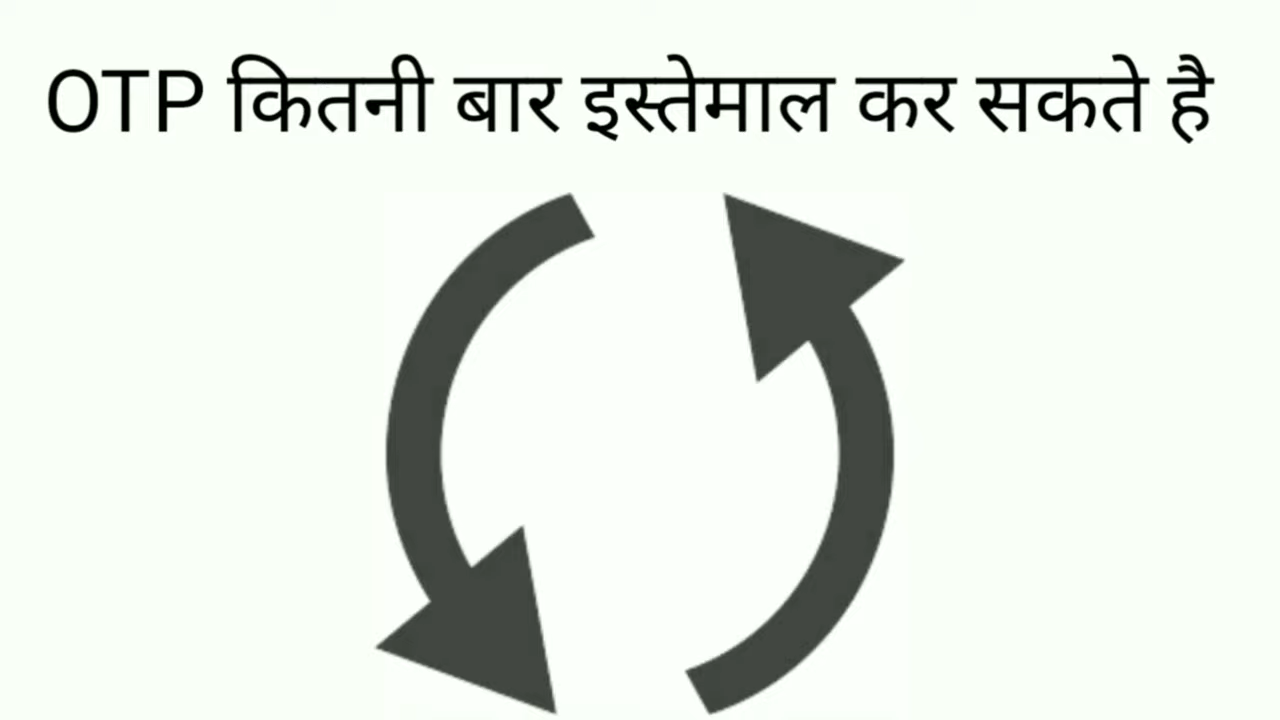 OTP कितनी बार इस्तेमाल कर सकते है